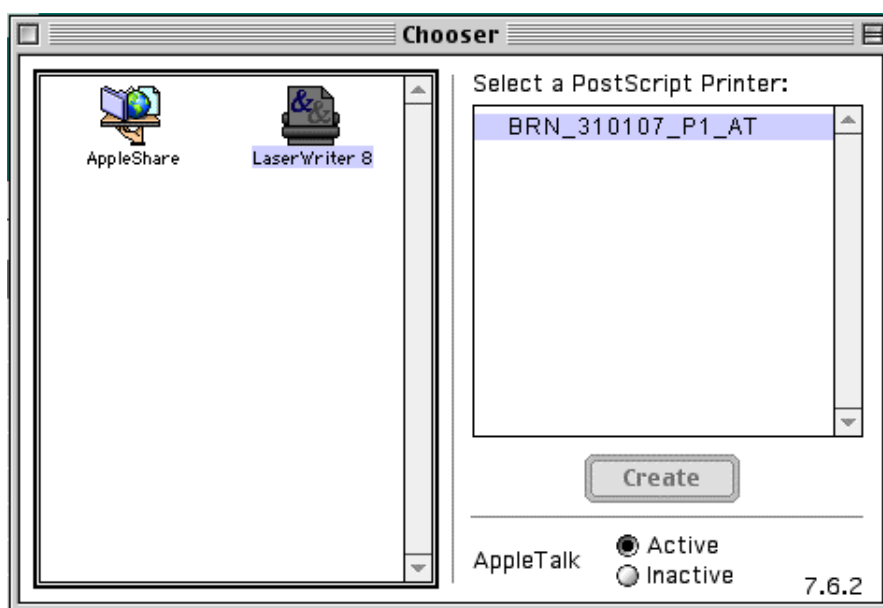 Chooser
AppleShare
LaserWriter 8
Select a PostScript Printer:
BRN_310107_P1_AT
Create
AppleTalk
Active
Inactive
7.6.2